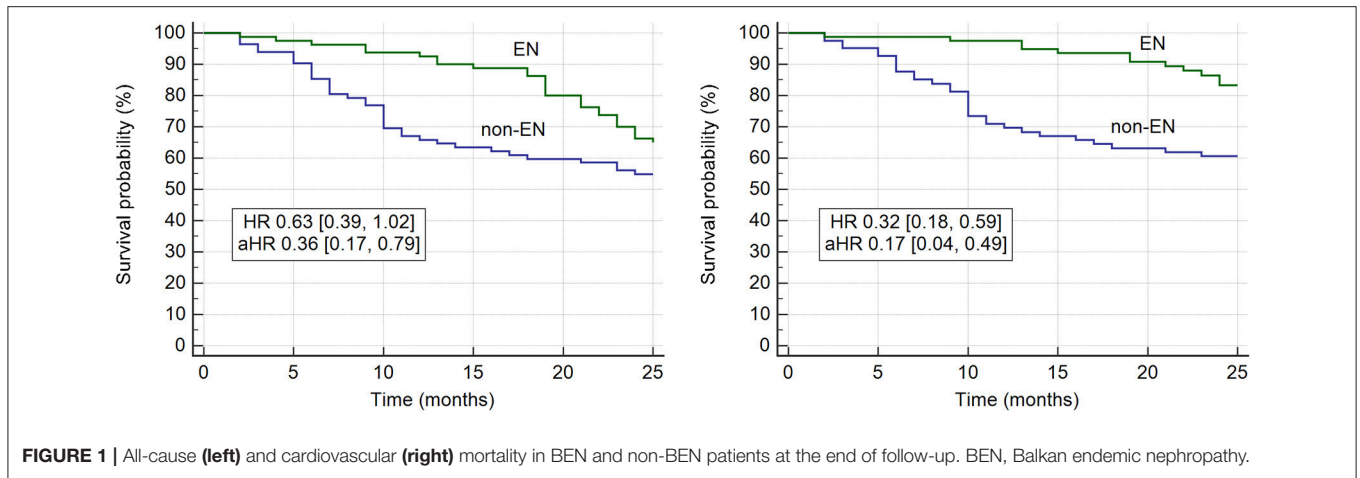 100
90
80
70
60
50
40
30
20
10
0
Survival probability (%)
EN
non-EN
HR 0.63 [0.39, 1.02]
aHR 0.36 [0.17, 0.79]
0 5 10 15 20 25
Time (months)
100
90
80
70
60
50
40
30
20
10
0
Survival probability (%)
EN
non-EN
HR 0.32 [0.18, 0.59]
aHR 0.17 [0.04, 0.49]
0 5 10 15 20 25
Time (months)
FIGURE 1 | All-cause (left) and cardiovascular (right) mortality in BEN and non-BEN patients at the end of follow-up. BEN, Balkan endemic nephropathy.